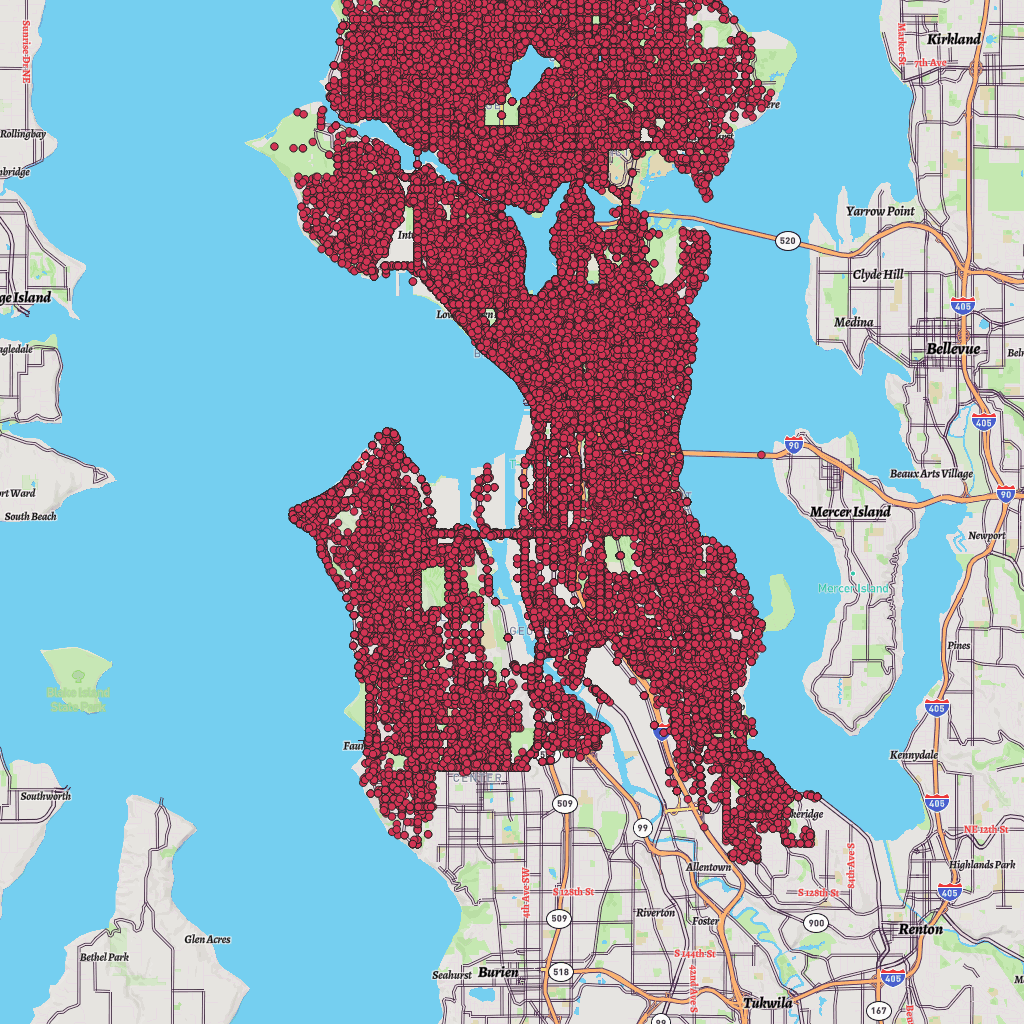 Sunrise Dr NE
Market St
Kirkland
7th Ave
Rollingbay
Yarrow Point
520
Clyde Hill
ge Island
405
Medina
Bellevue
agledale
405
90
Beaux Arts Village
90
ort Ward
South Beach
Mercer Island
Newport
Mercer Island
Pines
Blake Island
State Park
405
Kennydale
CENTER
Southworth
509
405
99
keridge
NE 12th St
Highlands Park
Allentown
84th Ave S
4th Ave SW
S 128th St
S 128th St
405
Riverton
509
Foster
900
Renton
Glen Acres
S 144th St
Bethel Park
42nd Ave S
Seahurst
Burien
518
405
Tukwila
167
99